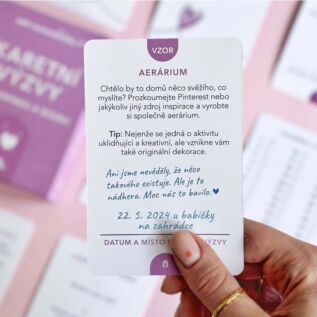 KARETNÍ
VÝZVY
VZOR
AERÁRIUM
Chtělo by to domů něco svěžího, co
myslíte? Prozkoumejte Pinterest nebo
jakýkoliv jiný zdroj inspirace a vyrobte
si společně aerárium.
Tip: Nejenže se jedná o aktivitu
uklidňující a kreativní, ale vznikne vám
také originální dekorace.
Ani jsme nevěděly, že něco
takového existuje. Ale je to
nádhera. Moc nás to bavilo.
22. 5. 2024 u babičky
na zahrádce
DATUM A MÍSTO S VÝZVY